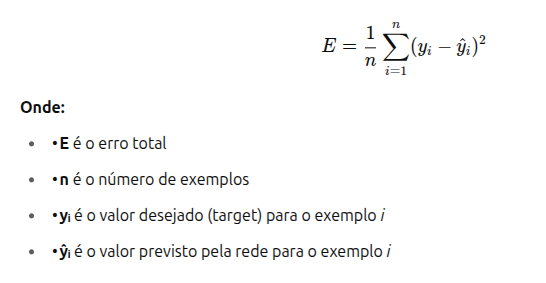 E = \frac{1}{n} \sum_{i=1}^{n} (y_i - \hat{y}_i)^2
Onde:
• •E é o erro total
• •n é o número de exemplos
• •yᵢ é o valor desejado (target) para o exemplo i
• •ŷᵢ é o valor previsto pela rede para o exemplo i